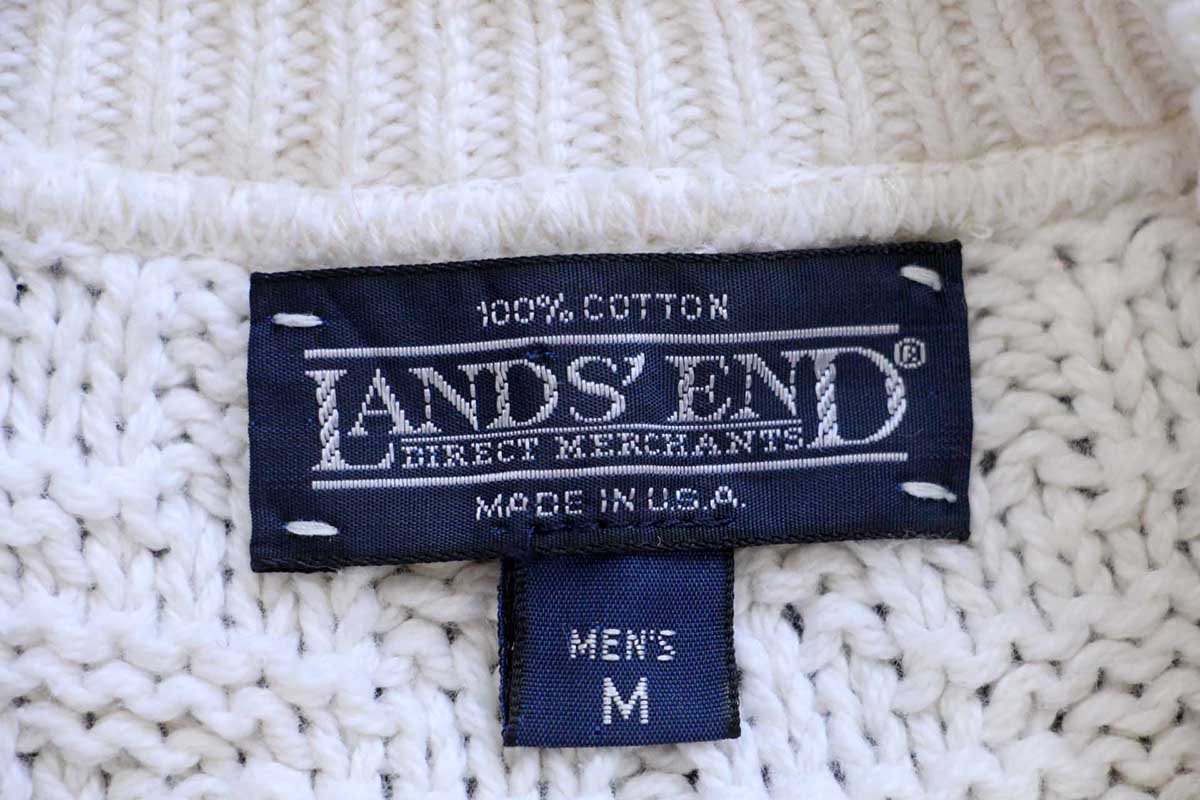 100% COTTON
LANDS' END®
DIRECT MERCHANTS
MADE IN U.S.A.
MEN'S
M